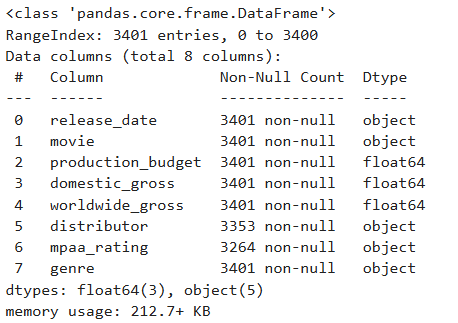 <class 'pandas.core.frame.DataFrame'>
RangeIndex: 3401 entries, 0 to 3400
Data columns (total 8 columns):
 #   Column             Non-Null Count  Dtype
---  ------             --------------  -----
 0   release_date       3401 non-null   object
 1   movie              3401 non-null   object
 2   production_budget  3401 non-null   float64
 3   domestic_gross     3401 non-null   float64
 4   worldwide_gross    3401 non-null   float64
 5   distributor        3353 non-null   object
 6   mpaa_rating        3264 non-null   object
 7   genre              3401 non-null   object
dtypes: float64(3), object(5)
memory usage: 212.7+ KB